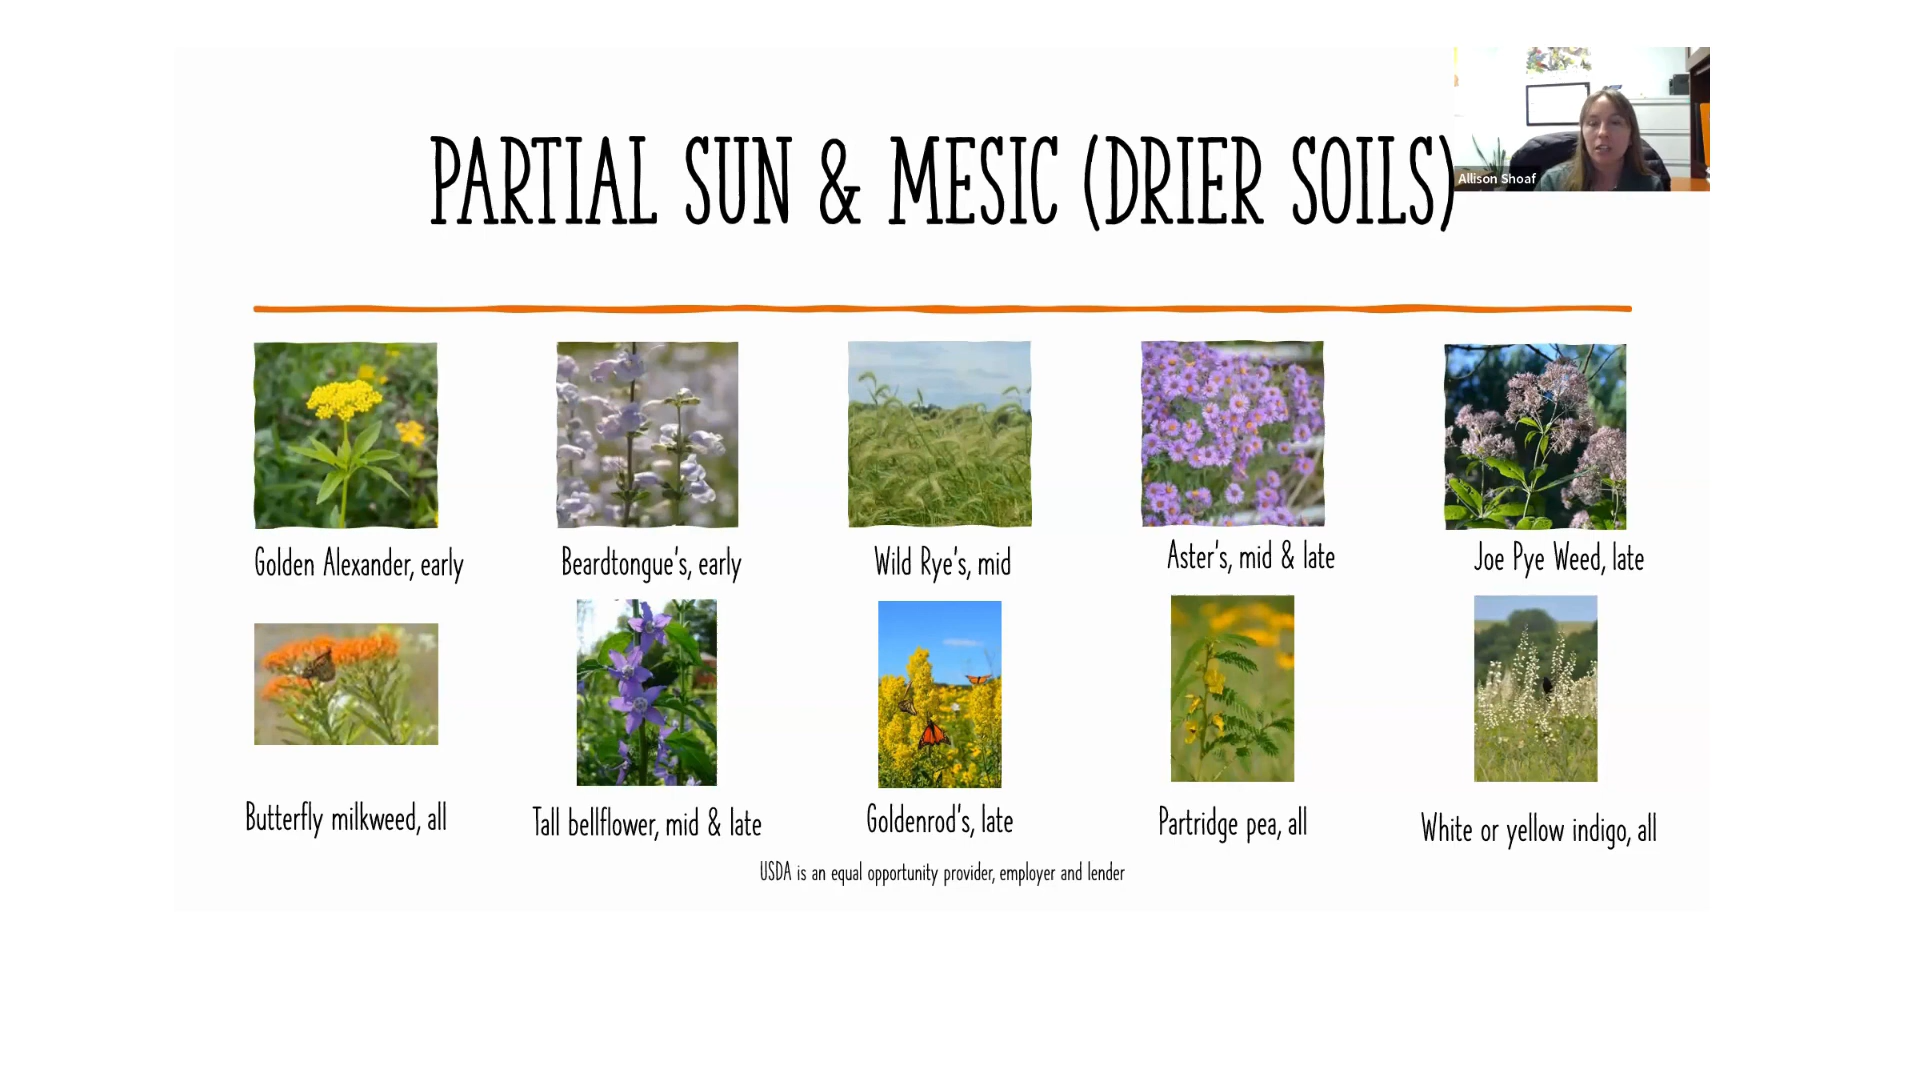 PARTIAL SUN & MESIC (DRIER SOILS)
Allison Shoaf
Golden Alexander, early
Beardtongue's, early
Wild Rye's, mid
Aster's, mid & late
Joe Pye Weed, late
Butterfly milkweed, all
Tall bellflower, mid & late
Goldenrod's, late
Partridge pea, all
White or yellow indigo, all
USDA is an equal opportunity provider, employer and lender